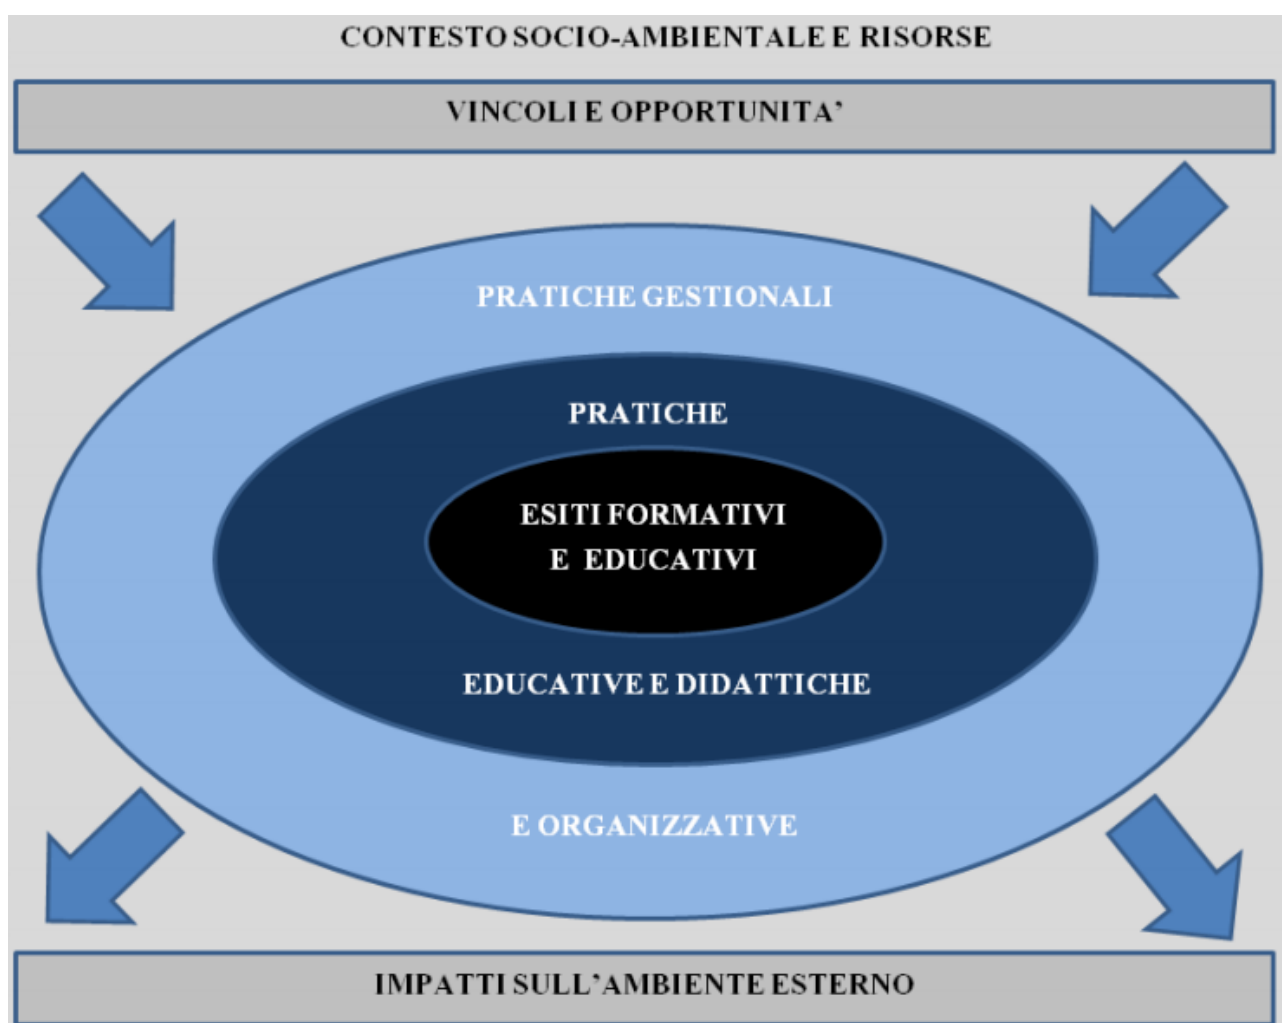 CONTESTO SOCIO-AMBIENTALE E RISORSE
VINCOLI E OPPORTUNITA’
PRATICHE GESTIONALI
PRATICHE
ESITI FORMATIVI
E EDUCATIVI
EDUCATIVE E DIDATTICHE
E ORGANIZZATIVE
IMPATTI SULL’AMBIENTE ESTERNO